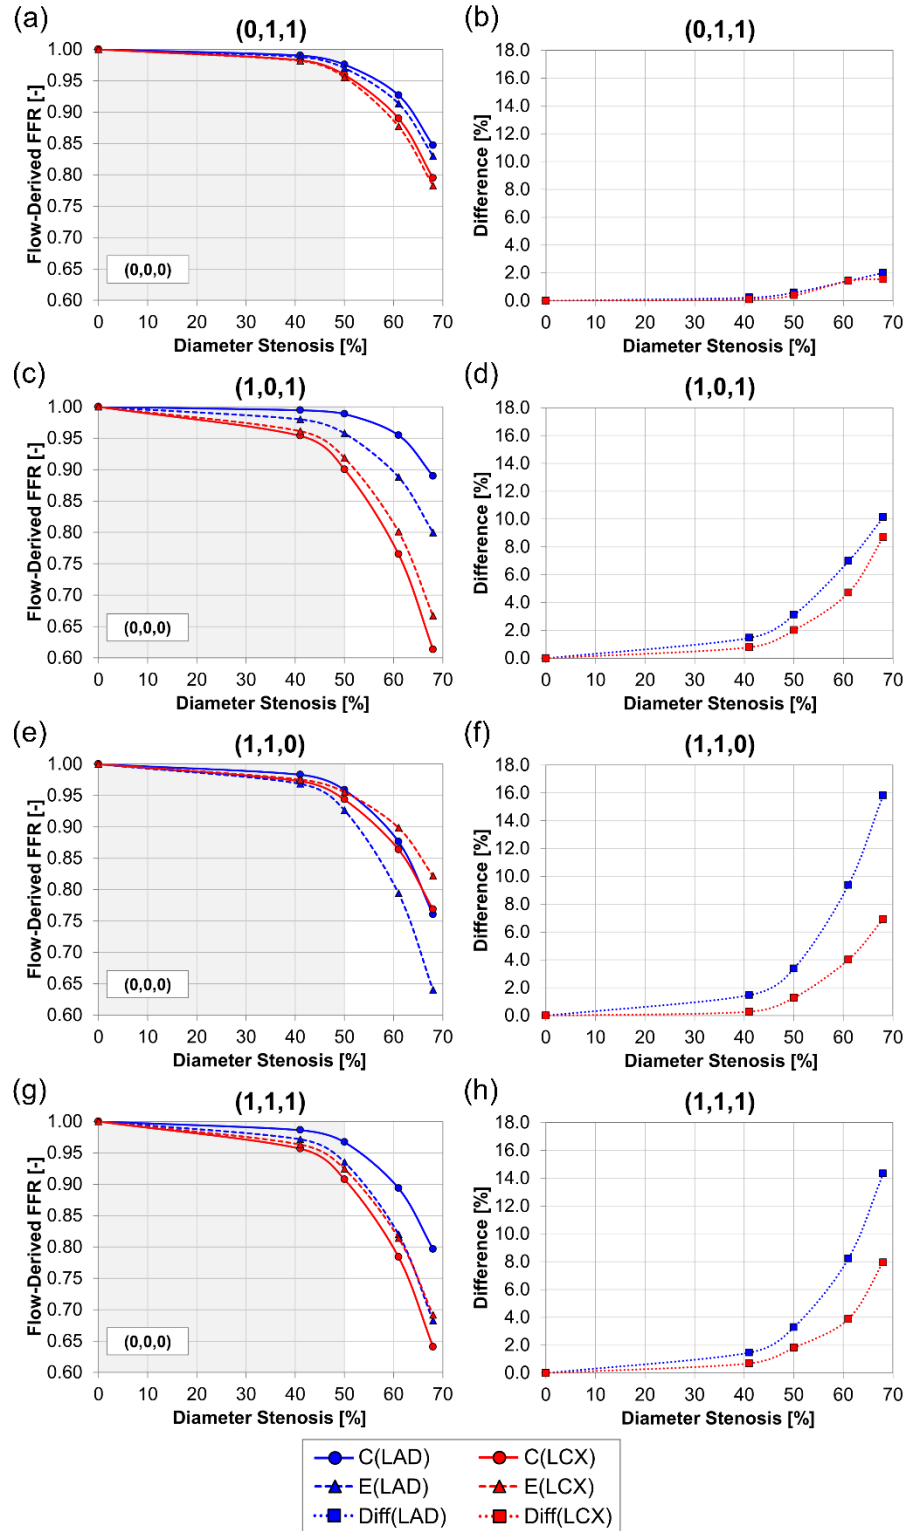 (a)
(0,1,1)
1.00
0.95
0.90
0.85
0.80
0.75
0.70
0.65
0.60
Flow-Derived FFR [-]
(0,0,0)
0 10 20 30 40 50 60 70
Diameter Stenosis [%]
(b)
(0,1,1)
18.0
16.0
14.0
12.0
10.0
8.0
6.0
4.0
2.0
0.0
Difference [%]
0 10 20 30 40 50 60 70
Diameter Stenosis [%]
(c)
(1,0,1)
1.00
0.95
0.90
0.85
0.80
0.75
0.70
0.65
0.60
Flow-Derived FFR [-]
(0,0,0)
0 10 20 30 40 50 60 70
Diameter Stenosis [%]
(d)
(1,0,1)
18.0
16.0
14.0
12.0
10.0
8.0
6.0
4.0
2.0
0.0
Difference [%]
0 10 20 30 40 50 60 70
Diameter Stenosis [%]
(e)
(1,1,0)
1.00
0.95
0.90
0.85
0.80
0.75
0.70
0.65
0.60
Flow-Derived FFR [-]
(0,0,0)
0 10 20 30 40 50 60 70
Diameter Stenosis [%]
(f)
(1,1,0)
18.0
16.0
14.0
12.0
10.0
8.0
6.0
4.0
2.0
0.0
Difference [%]
0 10 20 30 40 50 60 70
Diameter Stenosis [%]
(g)
(1,1,1)
1.00
0.95
0.90
0.85
0.80
0.75
0.70
0.65
0.60
Flow-Derived FFR [-]
(0,0,0)
0 10 20 30 40 50 60 70
Diameter Stenosis [%]
(h)
(1,1,1)
18.0
16.0
14.0
12.0
10.0
8.0
6.0
4.0
2.0
0.0
Difference [%]
0 10 20 30 40 50 60 70
Diameter Stenosis [%]
C(LAD) C(LCX)
E(LAD) E(LCX)
Diff(LAD) Diff(LCX)